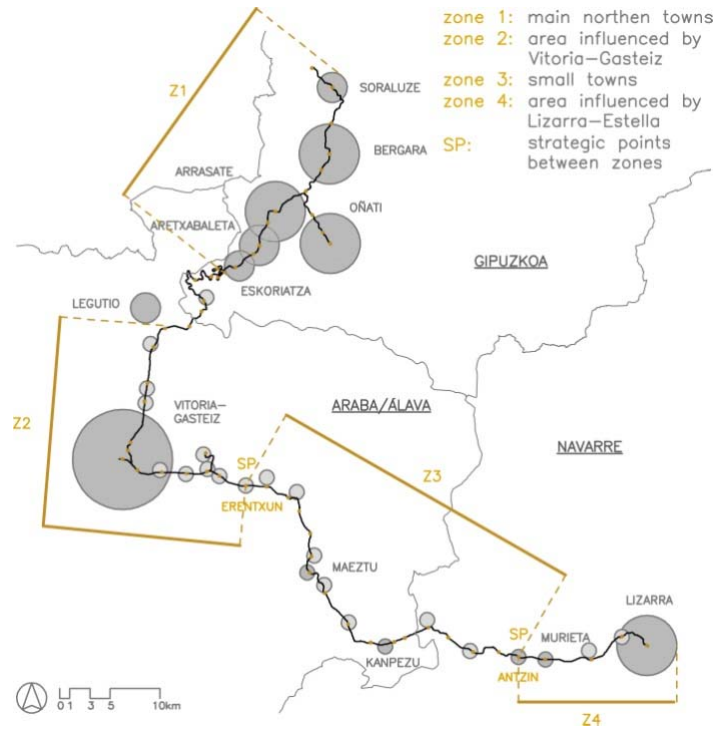 zone 1: main northen towns
zone 2: area influenced by
Vitoria-Gasteiz
zone 3: small towns
zone 4: area influenced by
Lizarra-Estella
SP: strategic points
between zones
Z1
SORALUZE
BERGARA
ARRASATE
OÑATI
ARETXABALETA
GIPUZKOA
ESKORIATZA
LEGUTIO
Z2
VITORIA-
GASTEIZ
ARABA/ÁLAVA
NAVARRE
SP
Z3
ERENTXUN
MAEZTU
LIZARRA
SP
MURIETA
KANPEZU
ANTZIN
Z4
0 1 3 5 10km